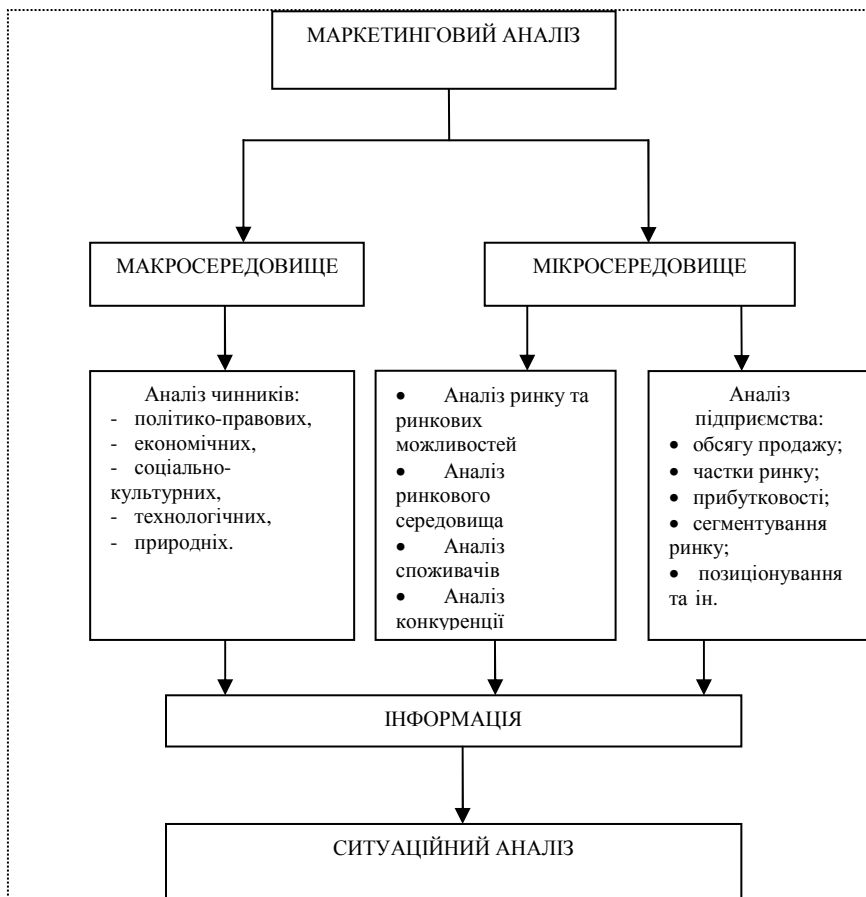 МАРКЕТИНГОВИЙ АНАЛІЗ
МАКРОСЕРЕДОВИЩЕ
МІКРОСЕРЕДОВИЩЕ
Аналіз чинників:
- політико-правових,
- економічних,
- соціально-
культурних,
- технологічних,
- природніх.
• Аналіз ринку та
ринкових
можливостей
• Аналіз
ринкового
середовища
• Аналіз
споживачів
• Аналіз
конкуренції
Аналіз
підприємства:
• обсягу продажу;
• частки ринку;
• прибутковості;
• сегментування
ринку;
• позиціонування
та ін.
ІНФОРМАЦІЯ
СИТУАЦІЙНИЙ АНАЛІЗ